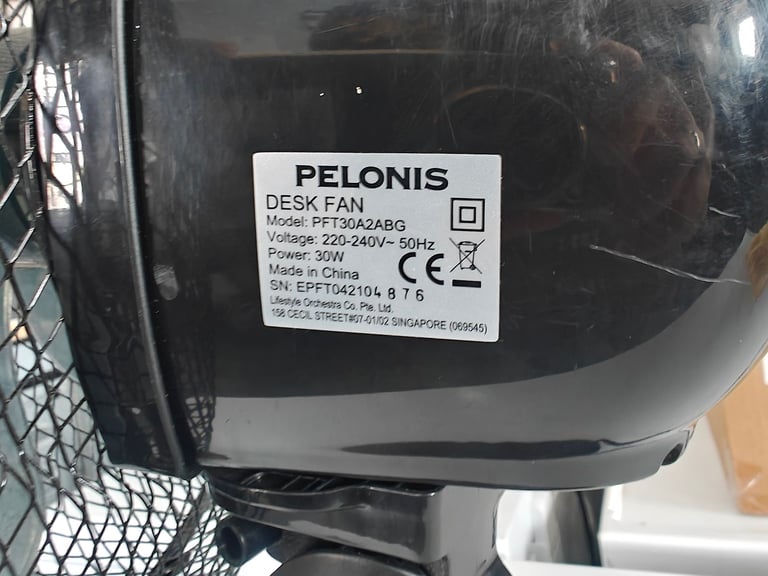 PELONIS
DESK FAN
Model: PFT30A2ABG
Voltage: 220-240V~ 50Hz
Power: 30W
Made in China
SN: EPFT042104 8 7 6
CE
Lifestyle Orchestra Co. Pte. Ltd.
158 CECIL STREET#07-01/02 SINGAPORE (069545)